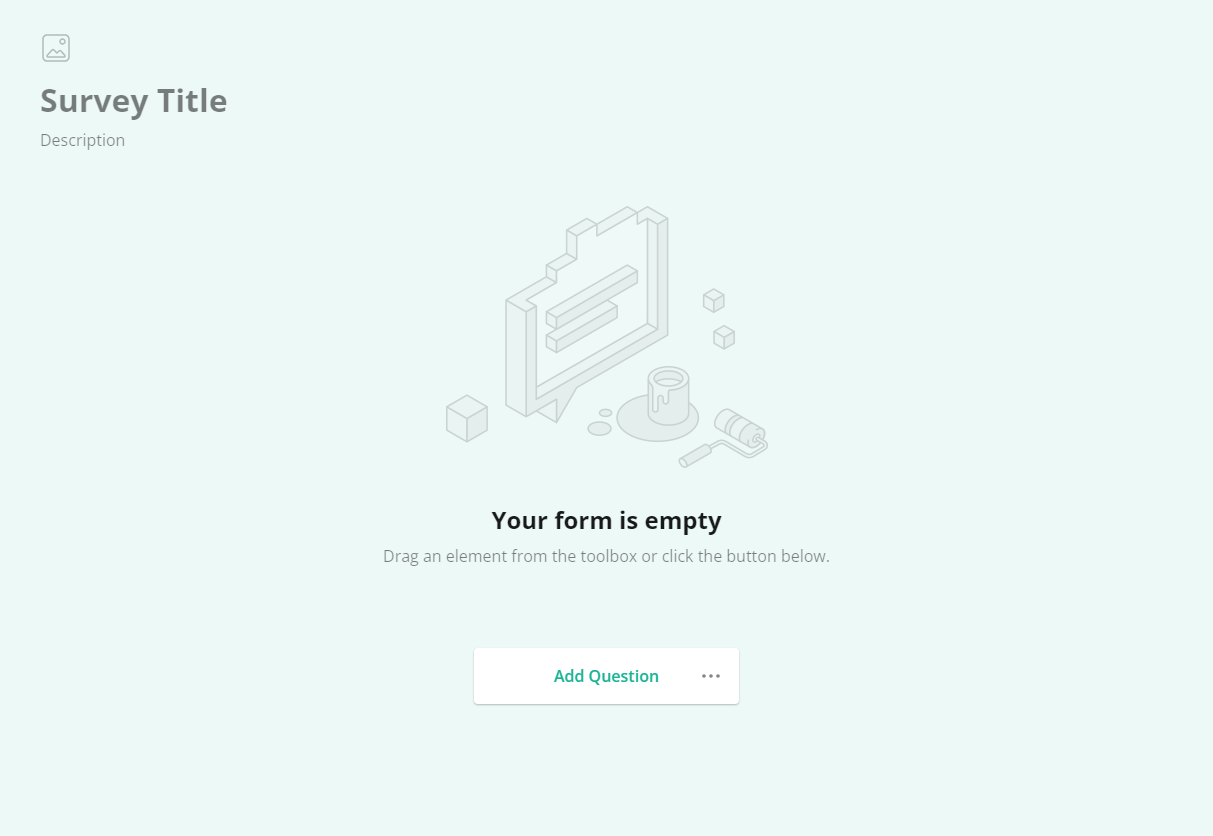 Survey Title
Description
Your form is empty
Drag an element from the toolbox or click the button below.
Add Question